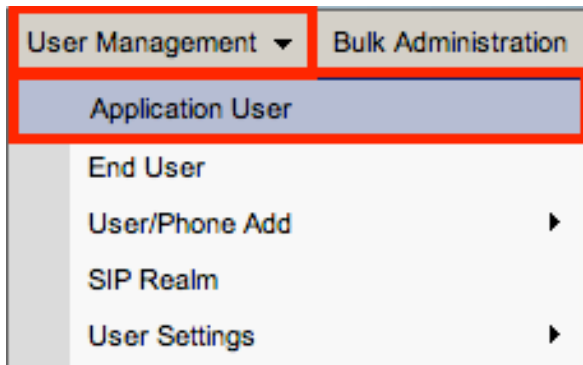 User Management Bulk Administration
Application User
End User
User/Phone Add
SIP Realm
User Settings